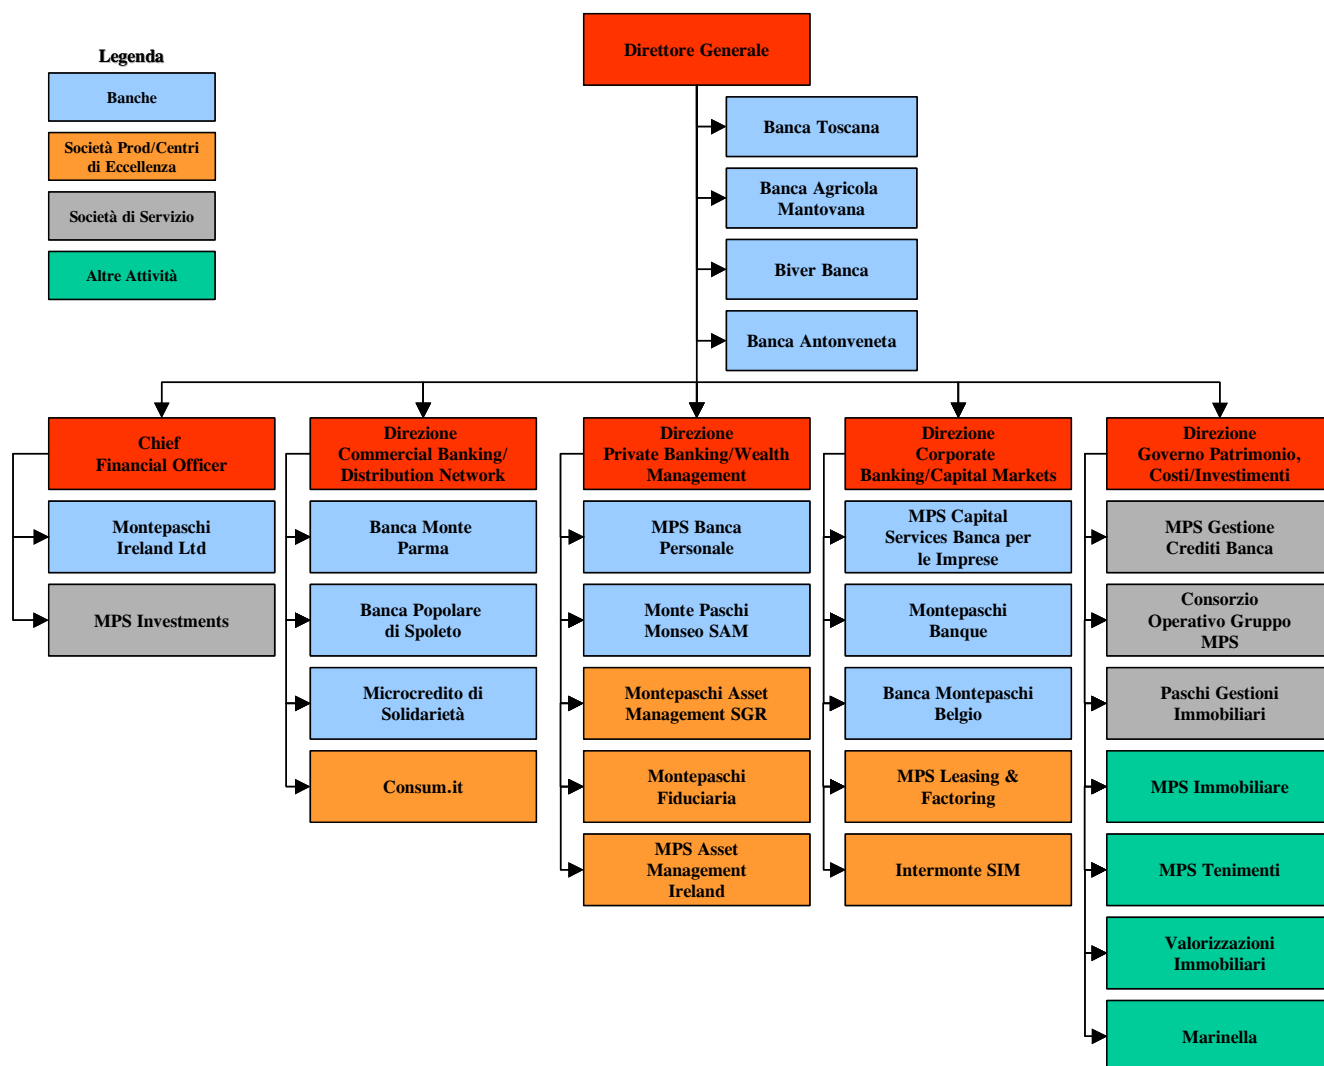 Direttore Generale
Legenda
Banche
Società Prod/Centri
di Eccellenza
Società di Servizio
Altre Attività
Banca Toscana
Banca Agricola
Mantovana
Biver Banca
Banca Antonveneta
Chief
Financial Officer
Montepaschi
Ireland Ltd
MPS Investments
Direzione
Commercial Banking/
Distribution Network
Banca Monte
Parma
Banca Popolare
di Spoleto
Microcredito di
Solidarietà
Consum.it
Direzione
Private Banking/Wealth
Management
MPS Banca
Personale
Monte Paschi
Monseo SAM
Montepaschi Asset
Management SGR
Montepaschi
Fiduciaria
MPS Asset
Management
Ireland
Direzione
Corporate
Banking/Capital Markets
MPS Capital
Services Banca per
le Imprese
Montepaschi
Banque
Banca Montepaschi
Belgio
MPS Leasing &
Factoring
Intermonte SIM
Direzione
Governo Patrimonio,
Costi/Investimenti
MPS Gestione
Crediti Banca
Consorzio
Operativo Gruppo
MPS
Paschi Gestioni
Immobiliari
MPS Immobiliare
MPS Tenimenti
Valorizzazioni
Immobiliari
Marinella